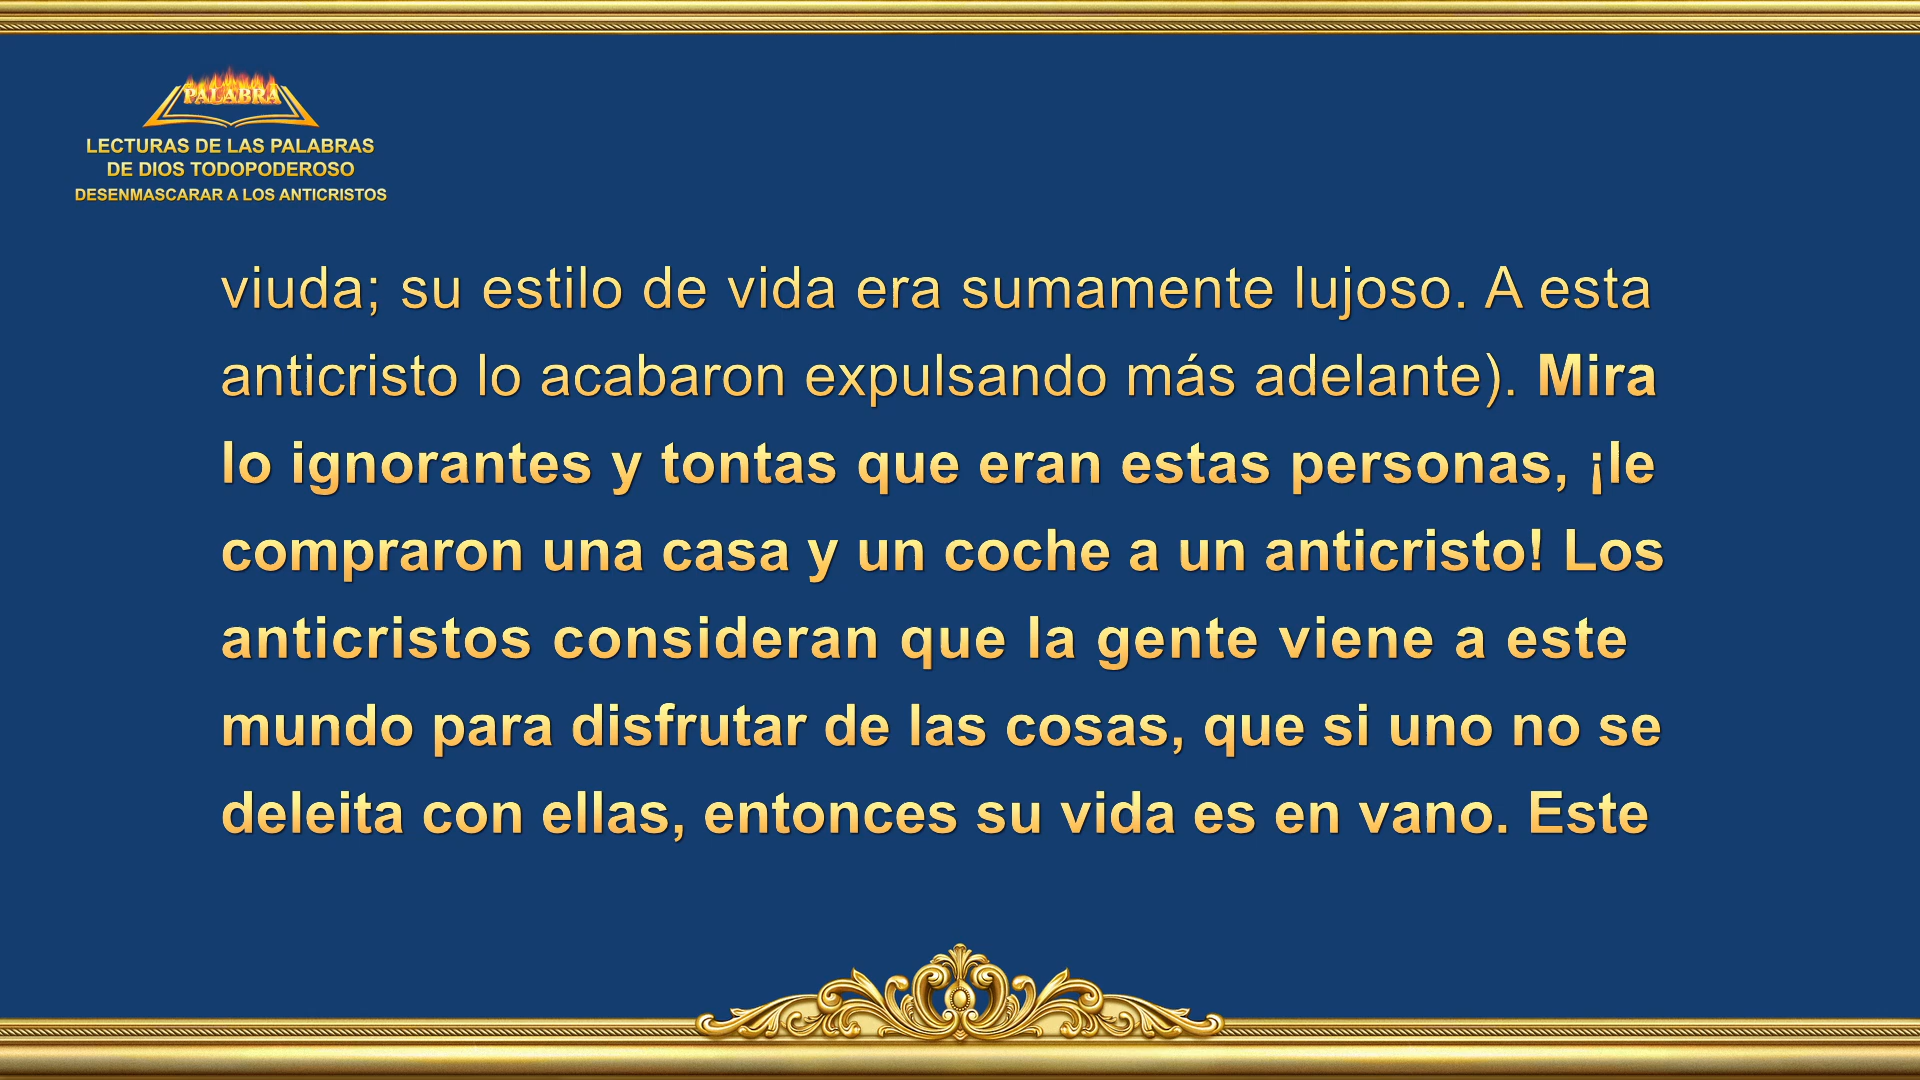 PALABRA
LECTURAS DE LAS PALABRAS
DE DIOS TODOPODEROSO
DESENMASCARAR A LOS ANTICRISTOS
viuda; su estilo de vida era sumamente lujoso. A esta
anticristo lo acabaron expulsando más adelante). Mira
lo ignorantes y tontas que eran estas personas, ¡le
compraron una casa y un coche a un anticristo! Los
anticristos consideran que la gente viene a este
mundo para disfrutar de las cosas, que si uno no se
deleita con ellas, entonces su vida es en vano. Este